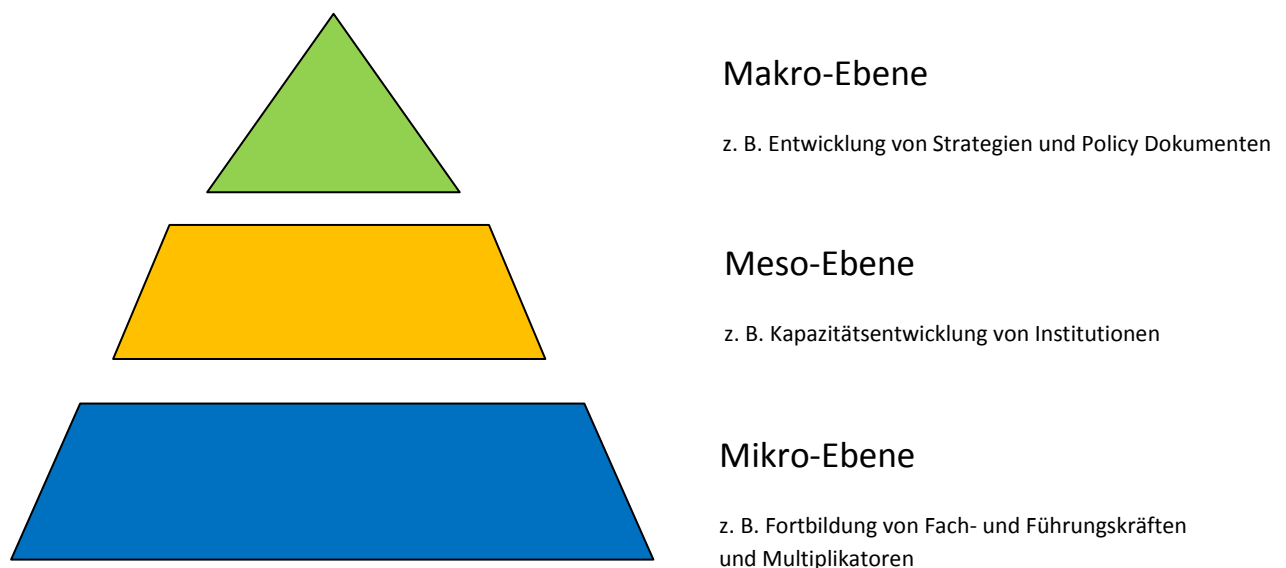 Makro-Ebene
z. B. Entwicklung von Strategien und Policy Dokumenten
Meso-Ebene
z. B. Kapazitätsentwicklung von Institutionen
Mikro-Ebene
z. B. Fortbildung von Fach- und Führungskräften
und Multiplikatoren